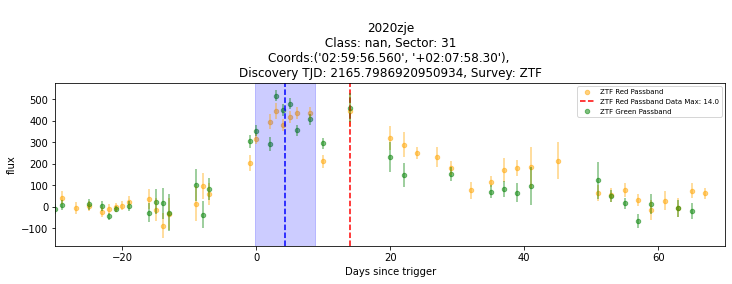 2020zje
Class: nan, Sector: 31
Coords:('02:59:56.560', '+02:07:58.30'),
Discovery TJD: 2165.7986920950934, Survey: ZTF
ZTF Red Passband
ZTF Red Passband Data Max: 14.0
ZTF Green Passband
flux
500
400
300
200
100
0
−100
−20 0 20 40 60
Days since trigger